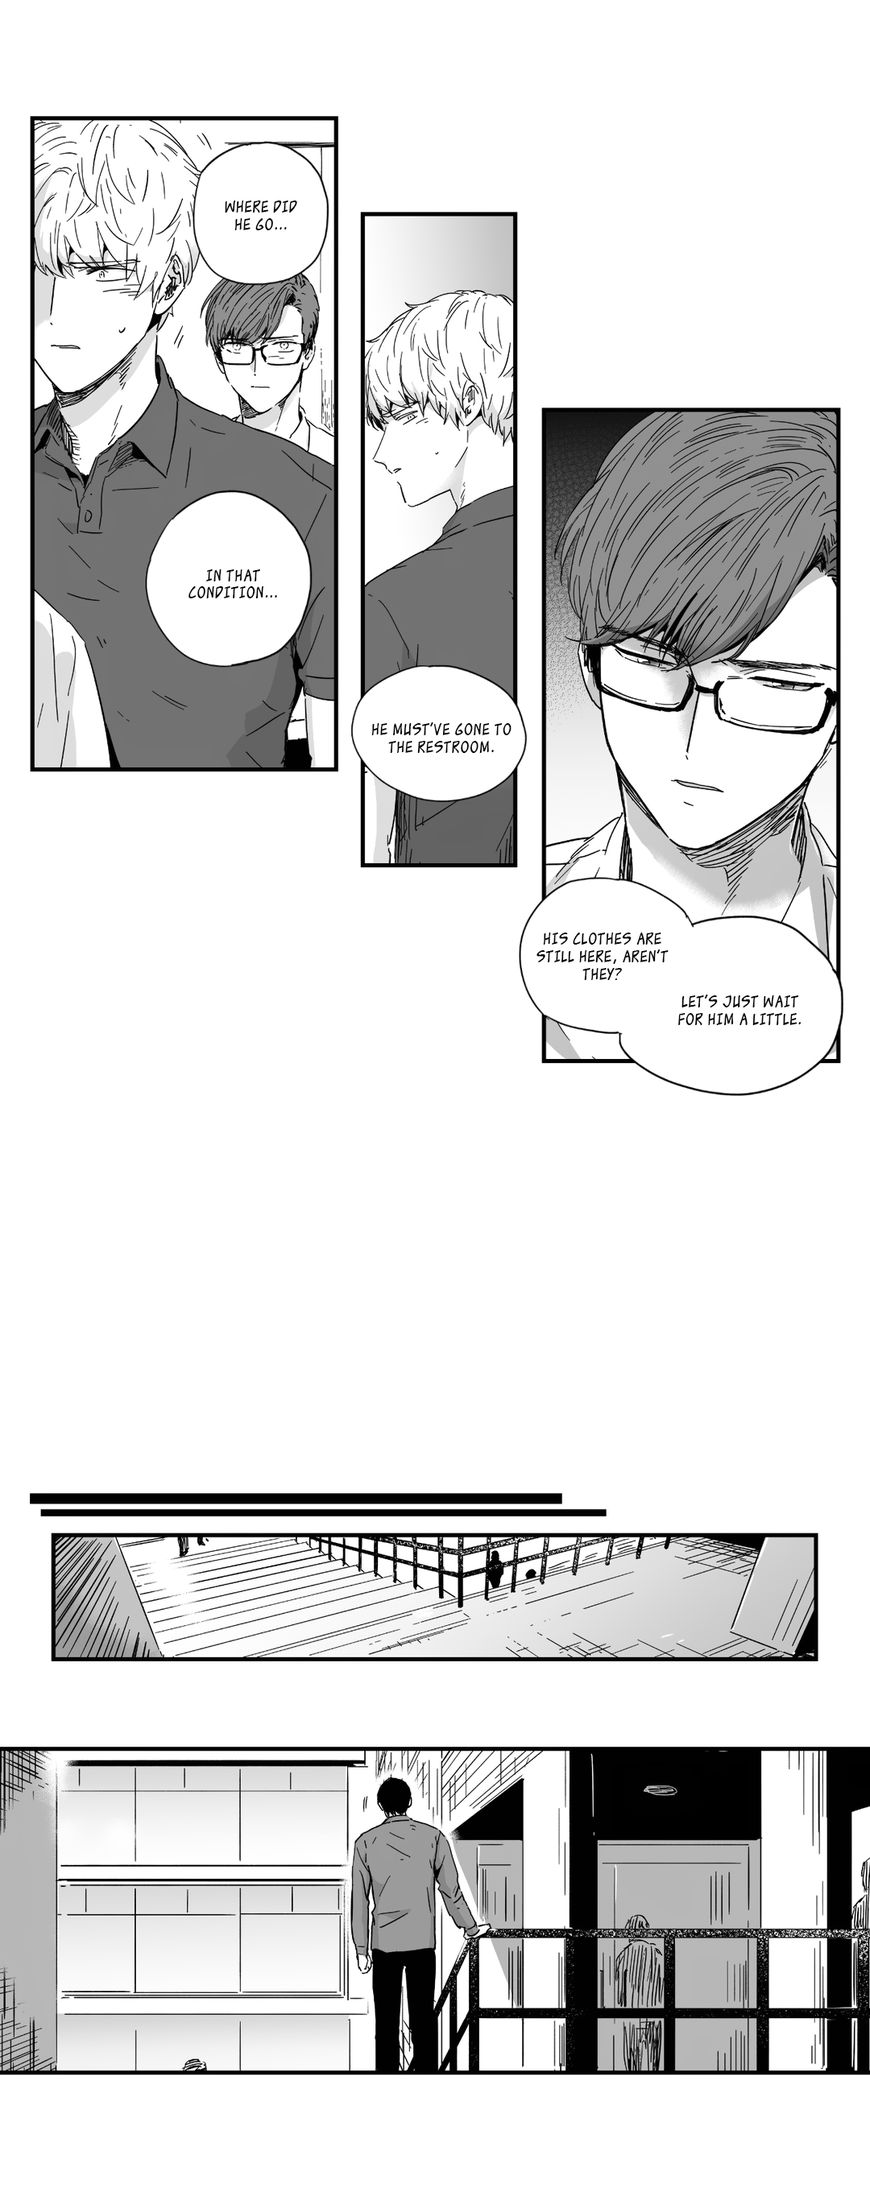 WHERE DID
HE GO...
IN THAT
CONDITION...
HE MUST'VE GONE TO
THE RESTROOM.
HIS CLOTHES ARE
STILL HERE, AREN'T
THEY?
LET'S JUST WAIT
FOR HIM A LITTLE.